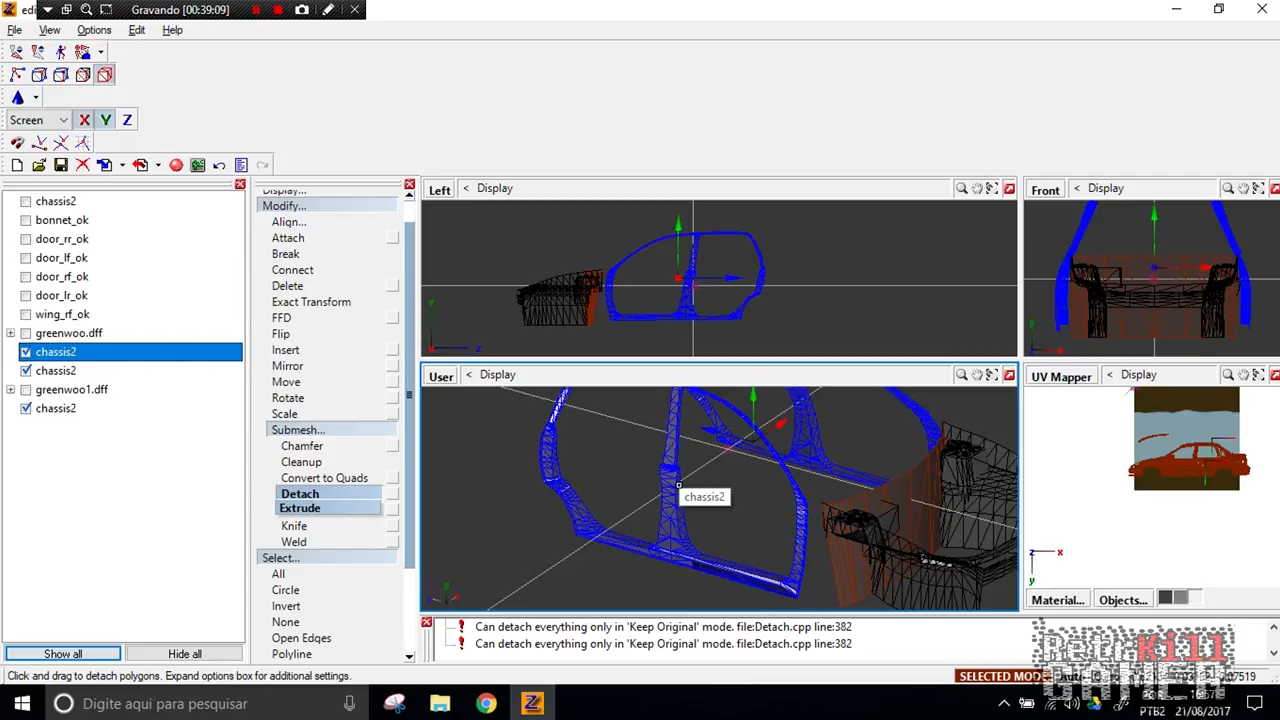 edi
Gravando [00:39:09]
File View Options Edit Help
Screen X Y Z
chassis2
bonnet_ok
door_rr_ok
door_lf_ok
door_rf_ok
door_lr_ok
wing_rf_ok
greenwoo.dff
chassis2
chassis2
greenwoo1.dff
chassis2
Show all Hide all
Display...
Modify...
Align...
Attach
Break
Connect
Delete
Exact Transform
FFD
Flip
Insert
Mirror
Move
Rotate
Scale
Submesh...
Chamfer
Cleanup
Convert to Quads
Detach
Extrude
Knife
Weld
Select...
All
Circle
Invert
None
Open Edges
Polyline
Left < Display
Front < Display
User < Display
chassis2
UV Mapper < Display
Material... Objects...
Can detach everything only in 'Keep Original' mode. file:Detach.cpp line:382
Can detach everything only in 'Keep Original' mode. file:Detach.cpp line:382
Click and drag to detach polygons. Expand options box for additional settings.
SELECTED MOD
Auto
Digite aqui para pesquisar
PTB2 21/08/2017